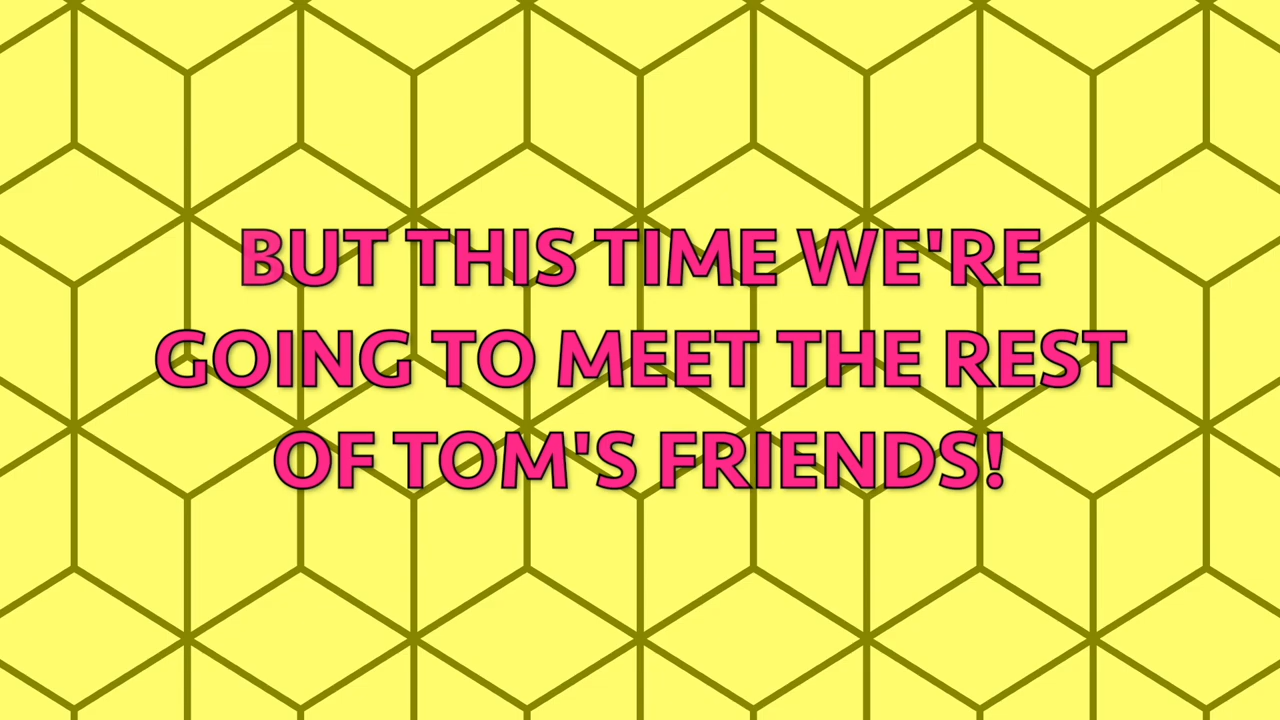 BUT THIS TIME WE'RE
GOING TO MEET THE REST
OF TOM'S FRIENDS!